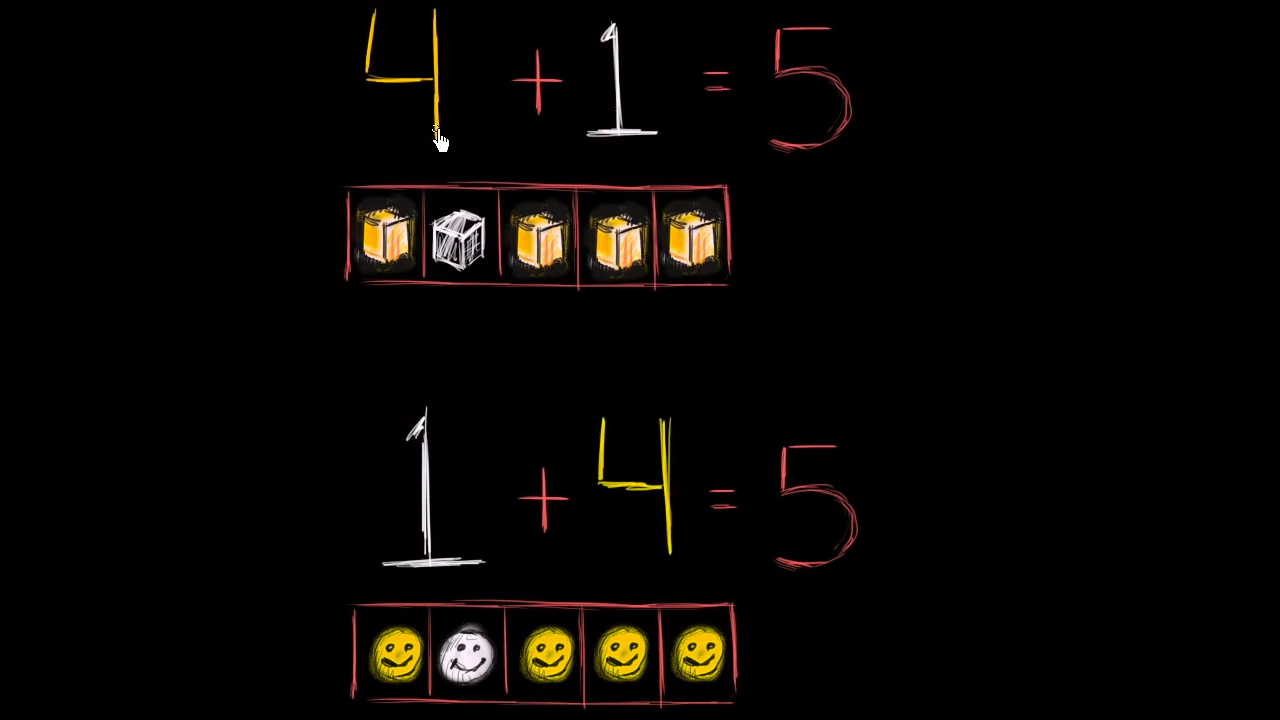 4 + 1 = 5
1 + 4 = 5